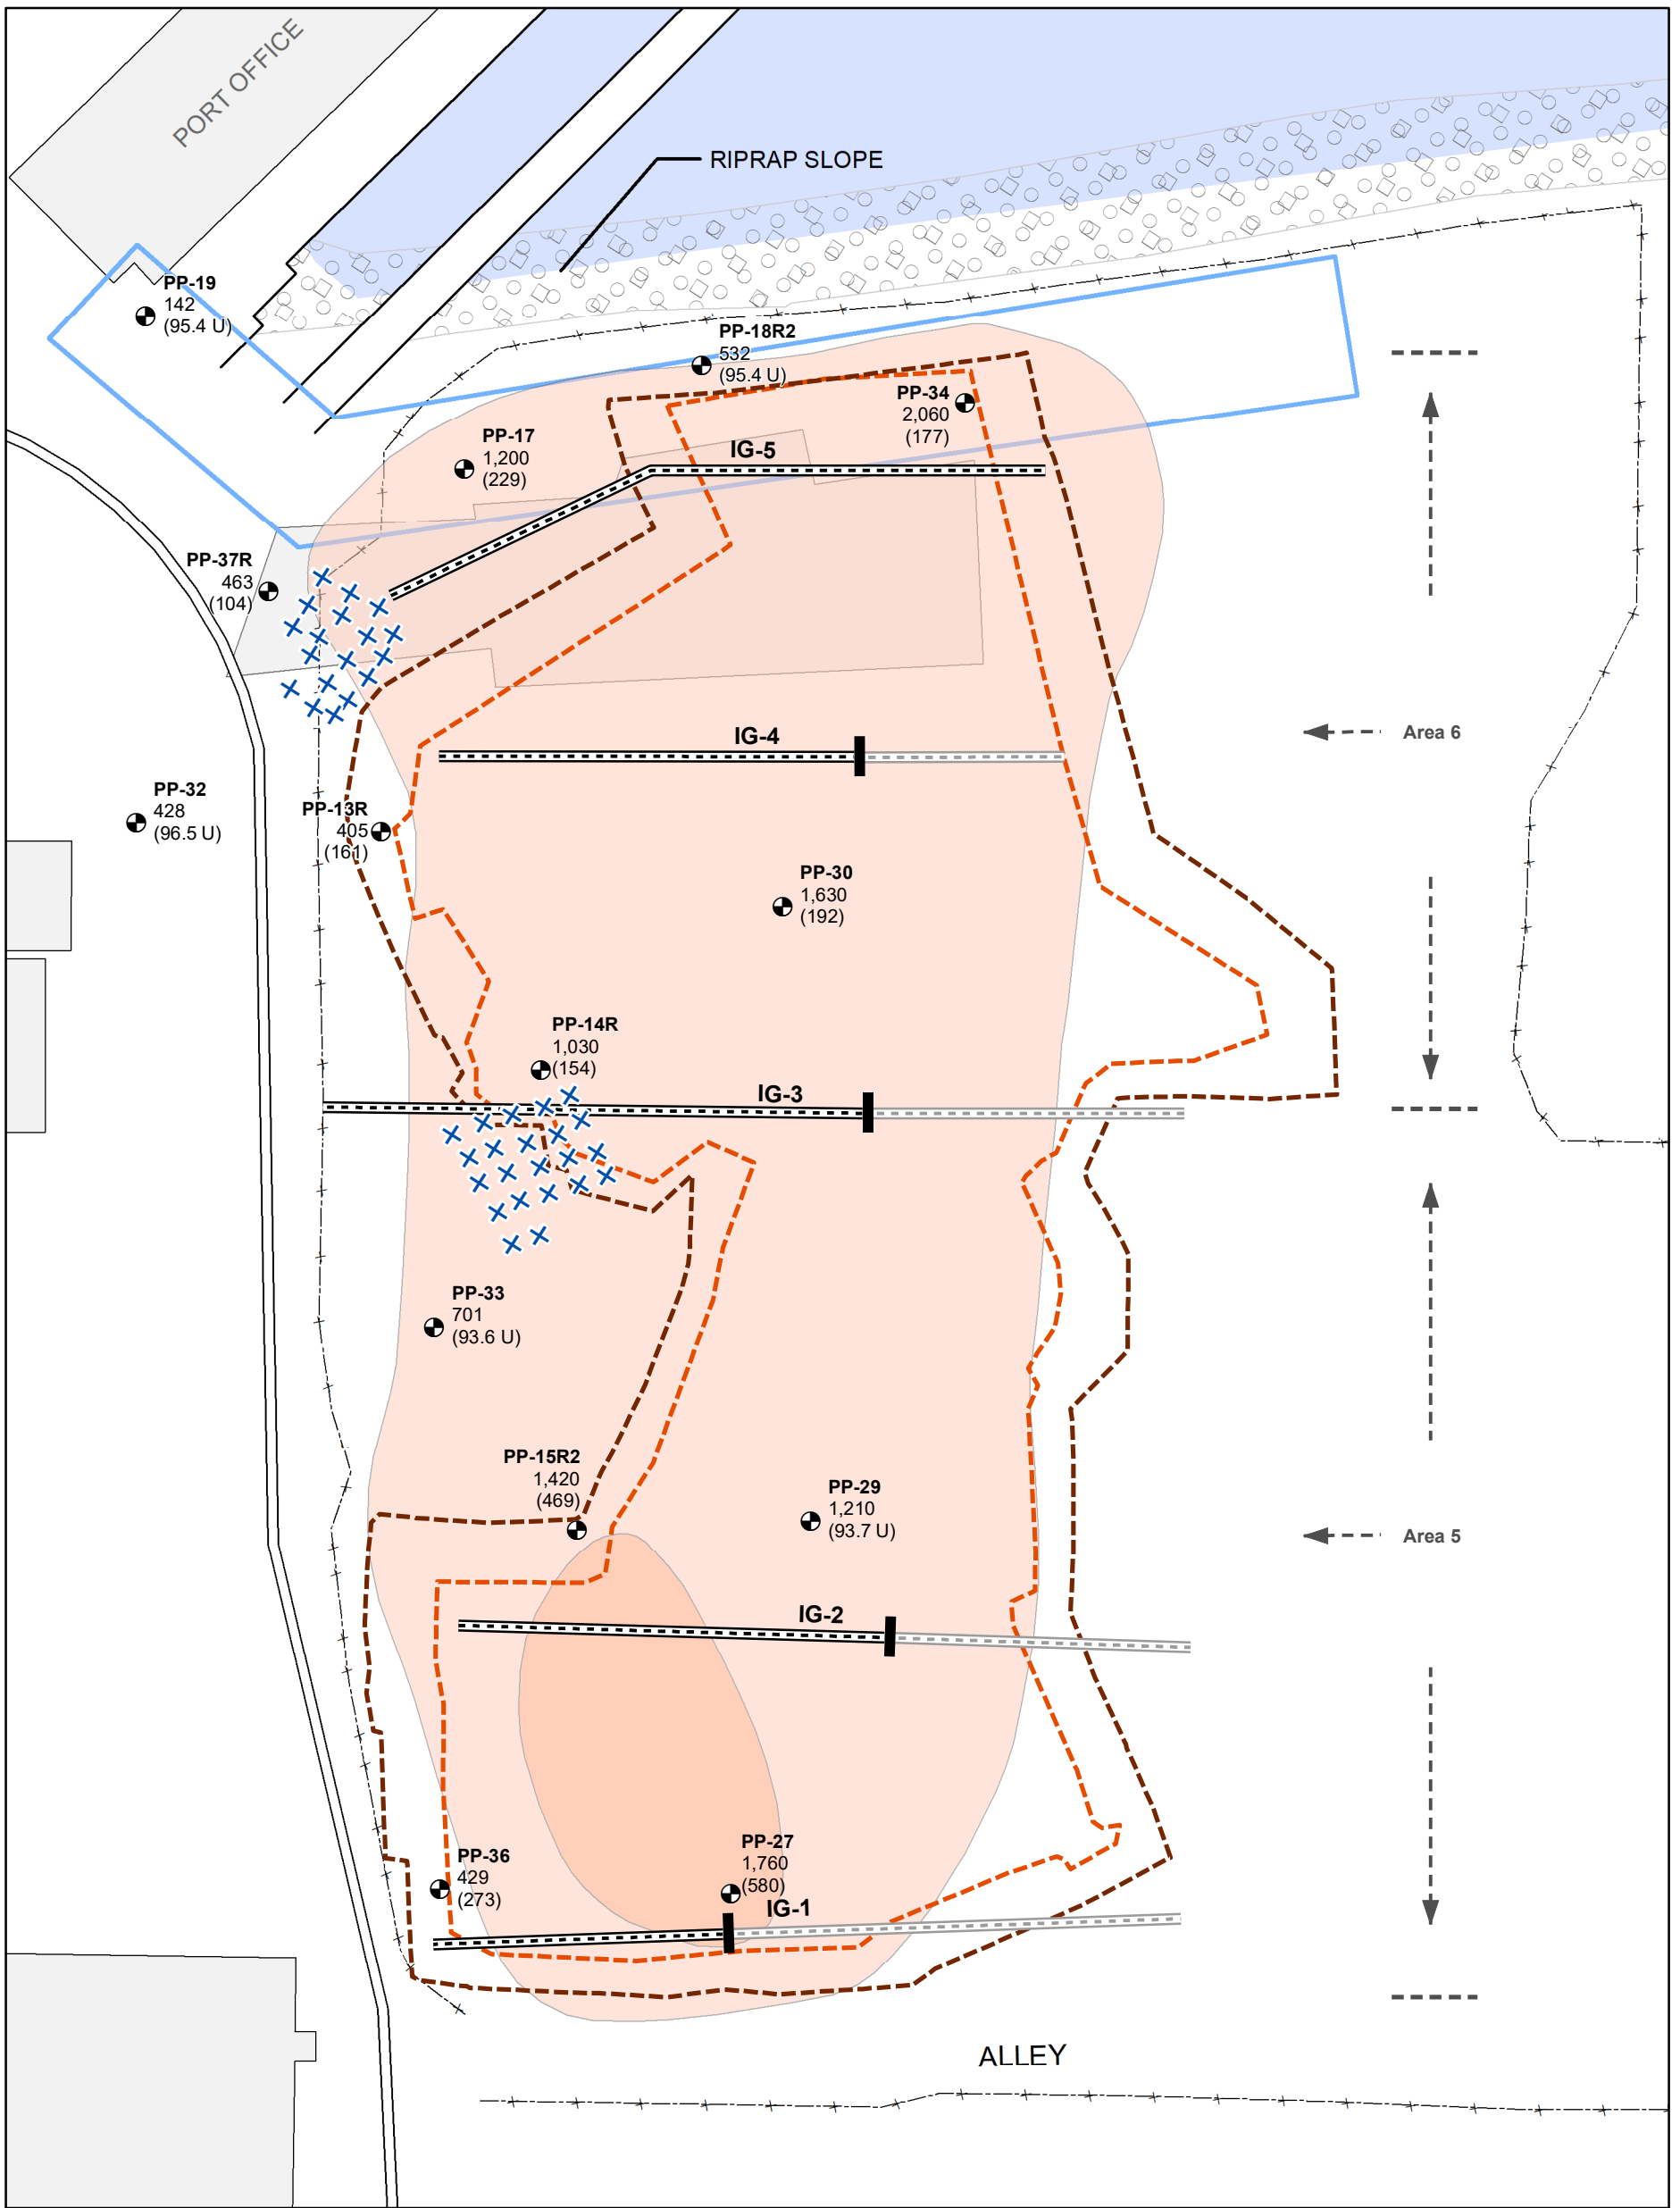 PORT OFFICE
RIPRAP SLOPE
PP-19
142
(95.4 U)
PP-18R2
532
(95.4 U)
PP-34
2,060
(177)
PP-17
1,200
(229)
IG-5
PP-37R
463
(104)
IG-4
Area 6
PP-32
428
(96.5 U)
PP-13R
405
(161)
PP-30
1,630
(192)
PP-14R
1,030
(154)
IG-3
PP-33
701
(93.6 U)
PP-15R2
1,420
(469)
PP-29
1,210
(93.7 U)
Area 5
IG-2
PP-27
1,760
(580)
PP-36
429
(273)
IG-1
ALLEY